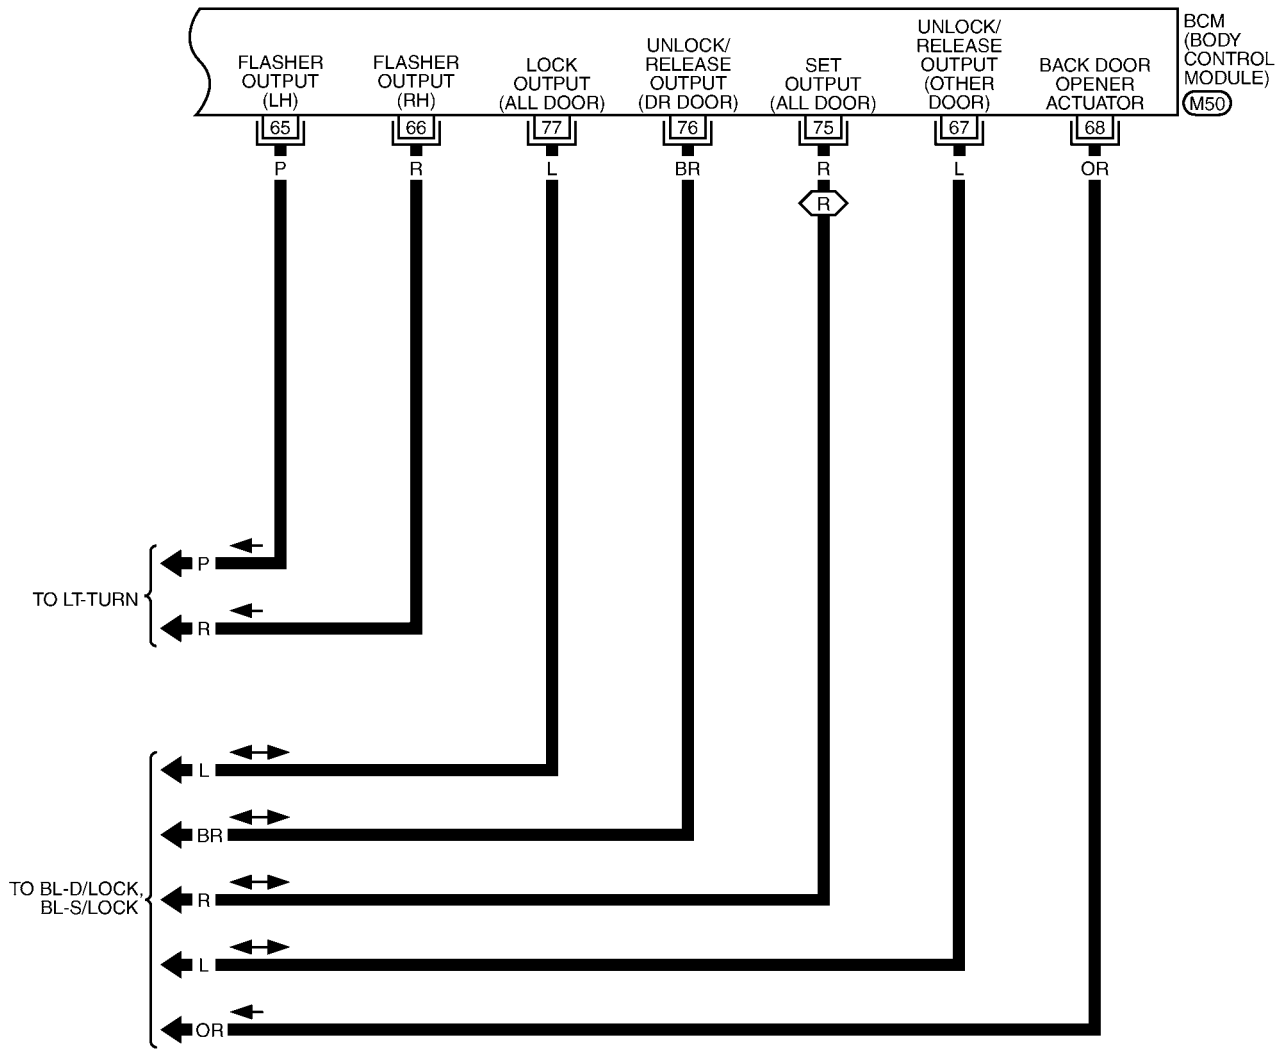 FLASHER
OUTPUT
(LH)
FLASHER
OUTPUT
(RH)
LOCK
OUTPUT
(ALL DOOR)
UNLOCK/
RELEASE
OUTPUT
(DR DOOR)
SET
OUTPUT
(ALL DOOR)
UNLOCK/
RELEASE
OUTPUT
(OTHER
DOOR)
BACK DOOR
OPENER
ACTUATOR
BCM
(BODY
CONTROL
MODULE)
M50
65
66
77
76
75
67
68
P
R
L
BR
R
L
OR
R
P
TO LT-TURN
R
L
BR
TO BL-D/LOCK,
BL-S/LOCK
R
L
OR